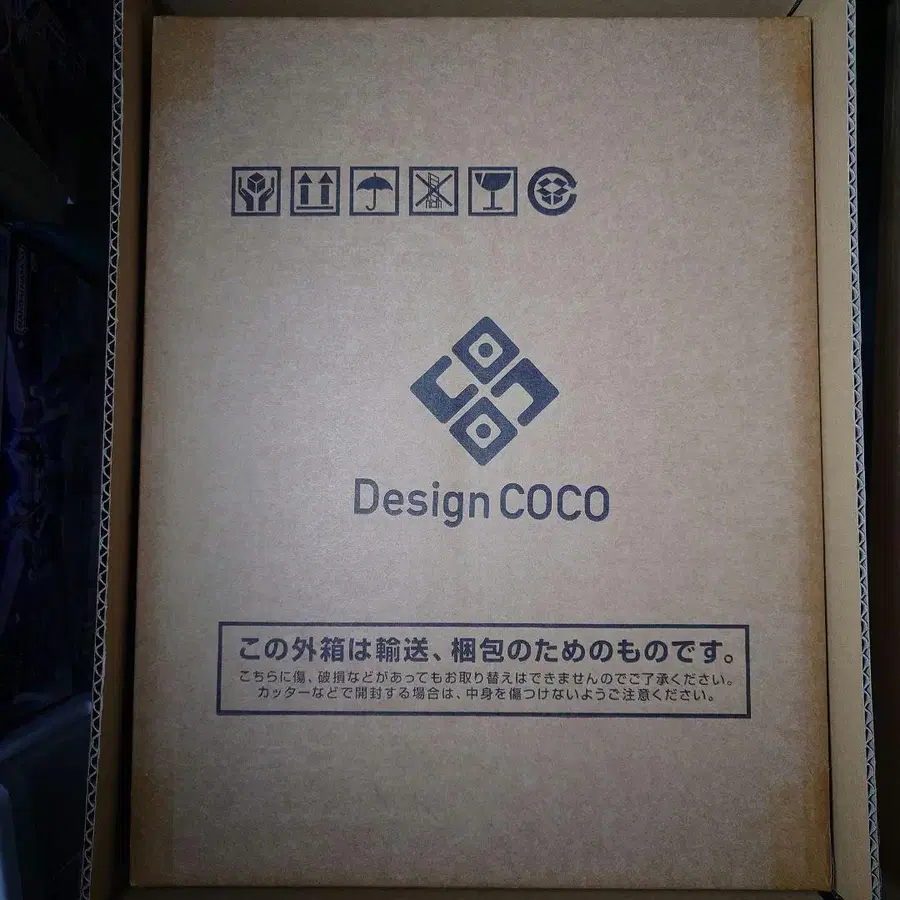 Design COCO
この外箱は輸送、梱包のためのものです。
こちらに傷、破損などがあってもお取り替えはできませんのでご了承ください。
カッターなどで開封する場合は、中身を傷つけないようご注意ください。